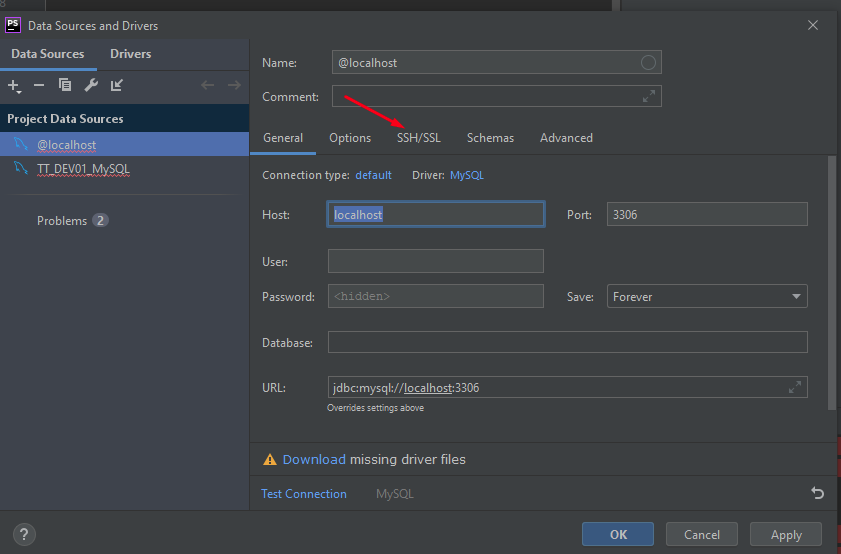 8
PS Data Sources and Drivers
Data Sources Drivers
Name: @localhost
Comment:
Project Data Sources
@localhost
TT_DEV01_MySQL
Problems 2
General Options SSH/SSL Schemas Advanced
Connection type: default Driver: MySQL
Host: localhost Port: 3306
User:
Password: <hidden> Save: Forever
Database:
URL: jdbc:mysql://localhost:3306
Overrides settings above
Download missing driver files
Test Connection MySQL
? OK Cancel Apply